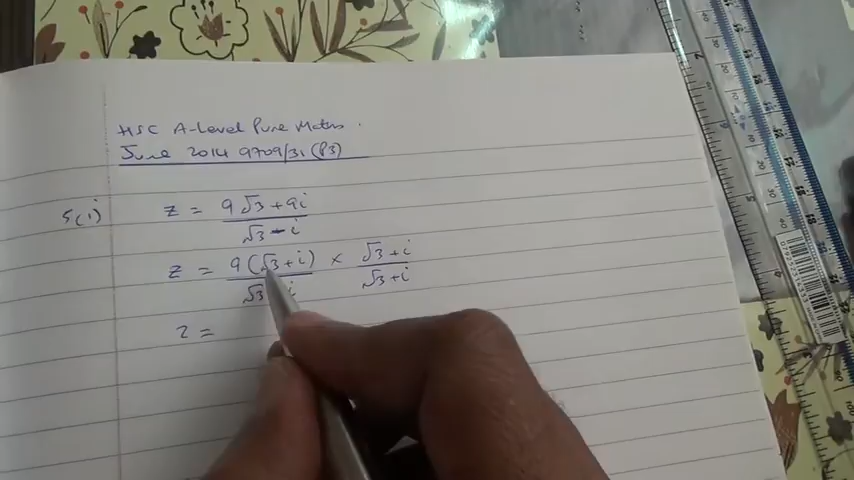 HSC A-Level Pure Maths.
June 2014 9709/31 (P3)
5(i) z = 9√3+9i / √3-i
z = 9(√3+i) / √3 i × √3+i / √3+i
z =